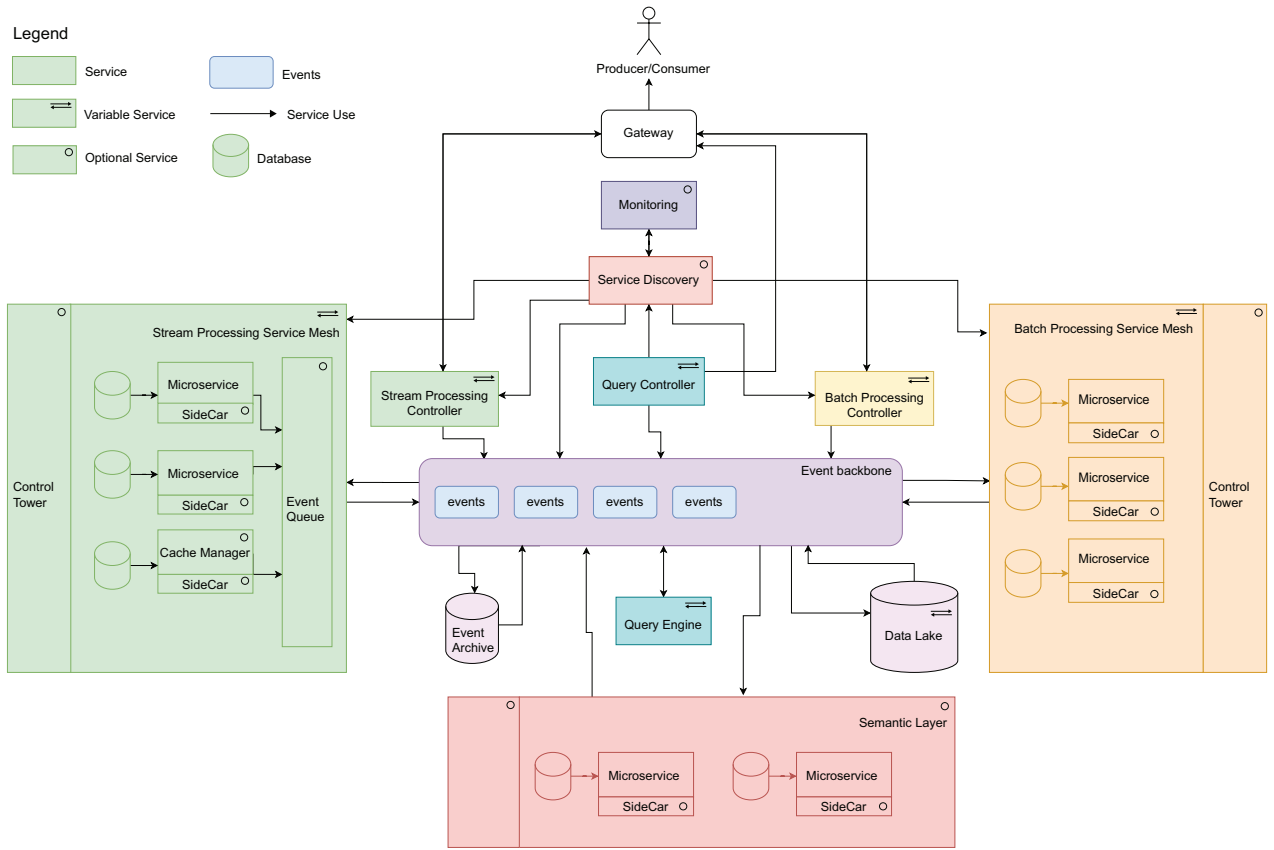 Legend
Service
Events
Variable Service
Service Use
Optional Service
Database
Producer/Consumer
Gateway
Monitoring
Service Discovery
Stream Processing Service Mesh
Microservice
SideCar
Microservice
SideCar
Cache Manager
SideCar
Control
Tower
Event
Queue
Stream Processing
Controller
Query Controller
Batch Processing
Controller
Event backbone
events
events
events
events
Batch Processing Service Mesh
Microservice
SideCar
Microservice
SideCar
Microservice
SideCar
Control
Tower
Event
Archive
Query Engine
Data Lake
Semantic Layer
Microservice
SideCar
Microservice
SideCar